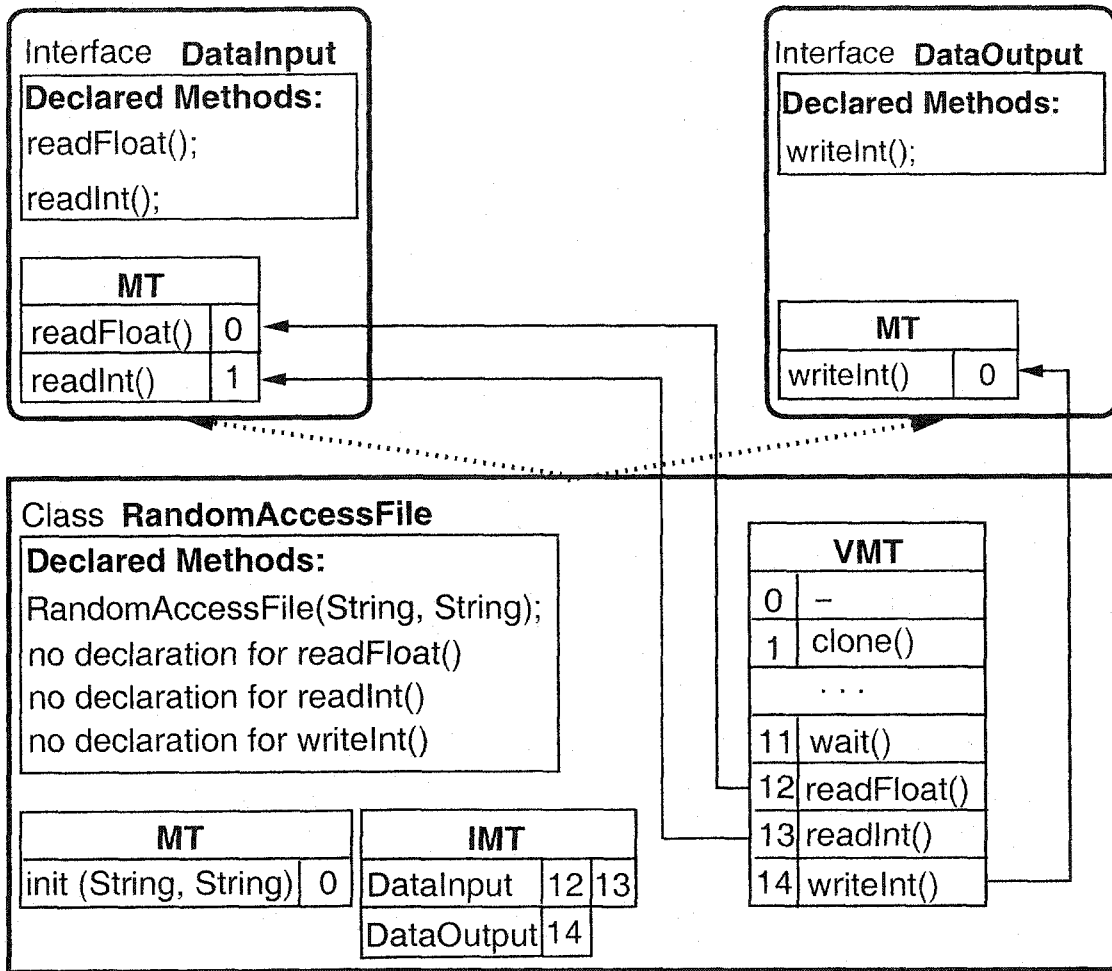 Interface DataInput
Declared Methods:
readFloat();
readInt();
MT
readFloat() 0
readInt() 1
Interface DataOutput
Declared Methods:
writeInt();
MT
writeInt() 0
Class RandomAccessFile
Declared Methods:
RandomAccessFile(String, String);
no declaration for readFloat()
no declaration for readInt()
no declaration for writeInt()
MT
init (String, String) 0
IMT
DataInput 12 13
DataOutput 14
VMT
0 –
1 clone()
. . .
11 wait()
12 readFloat()
13 readInt()
14 writeInt()